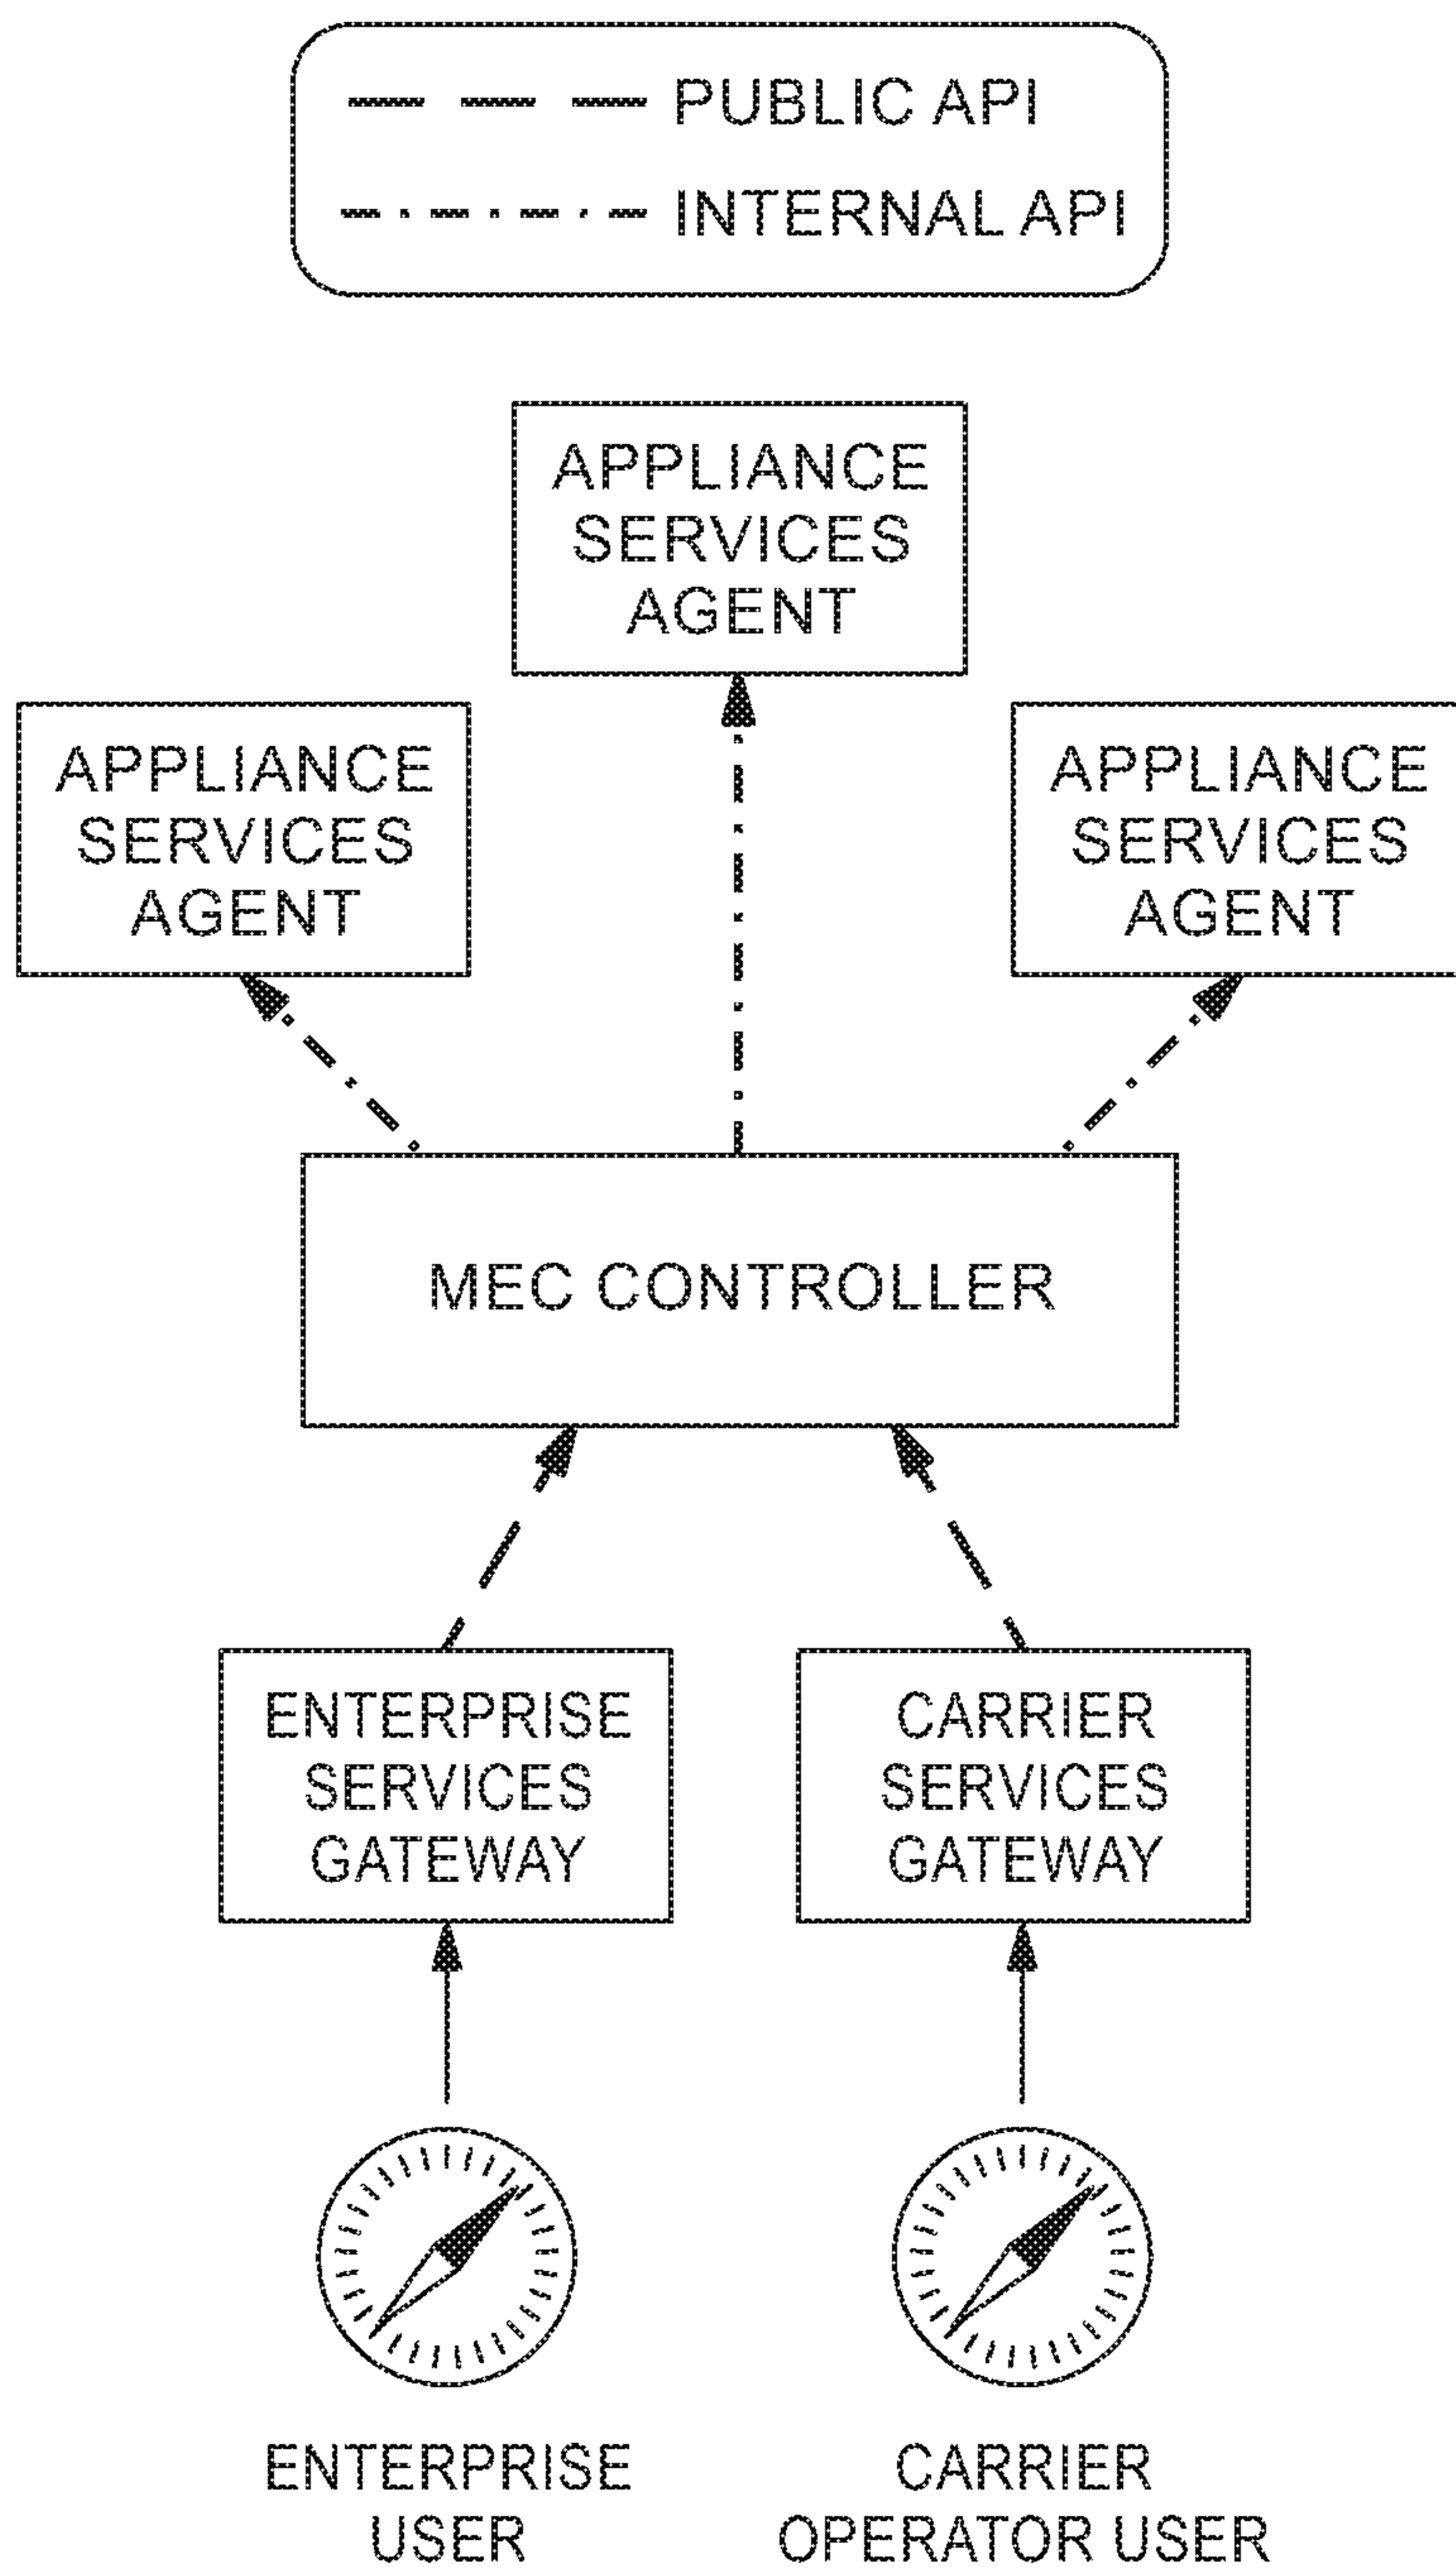 PUBLIC API
INTERNAL API
APPLIANCE
SERVICES
AGENT
APPLIANCE
SERVICES
AGENT
APPLIANCE
SERVICES
AGENT
MEC CONTROLLER
ENTERPRISE
SERVICES
GATEWAY
CARRIER
SERVICES
GATEWAY
ENTERPRISE
USER
CARRIER
OPERATOR USER